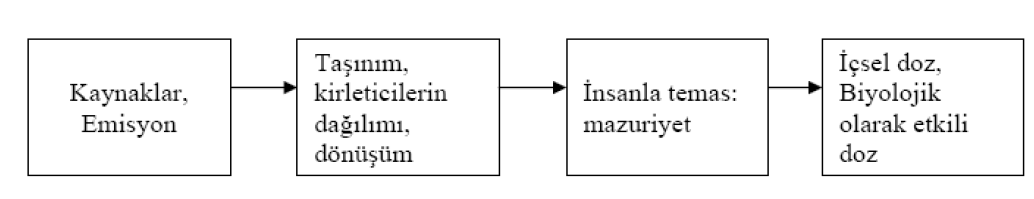 Kaynaklar,
Emisyon
Taşınım,
kirleticilerin
dağılımı,
dönüşüm
İnsanla temas:
mazuriyet
İçsel doz,
Biyolojik
olarak etkili
doz